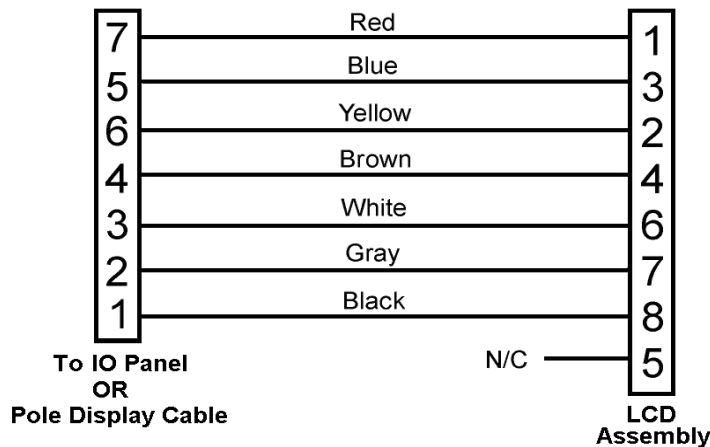 7 Red 1
5 Blue 3
6 Yellow 2
4 Brown 4
3 White 6
2 Gray 7
1 Black 8
N/C 5
To IO Panel
OR
Pole Display Cable
LCD
Assembly